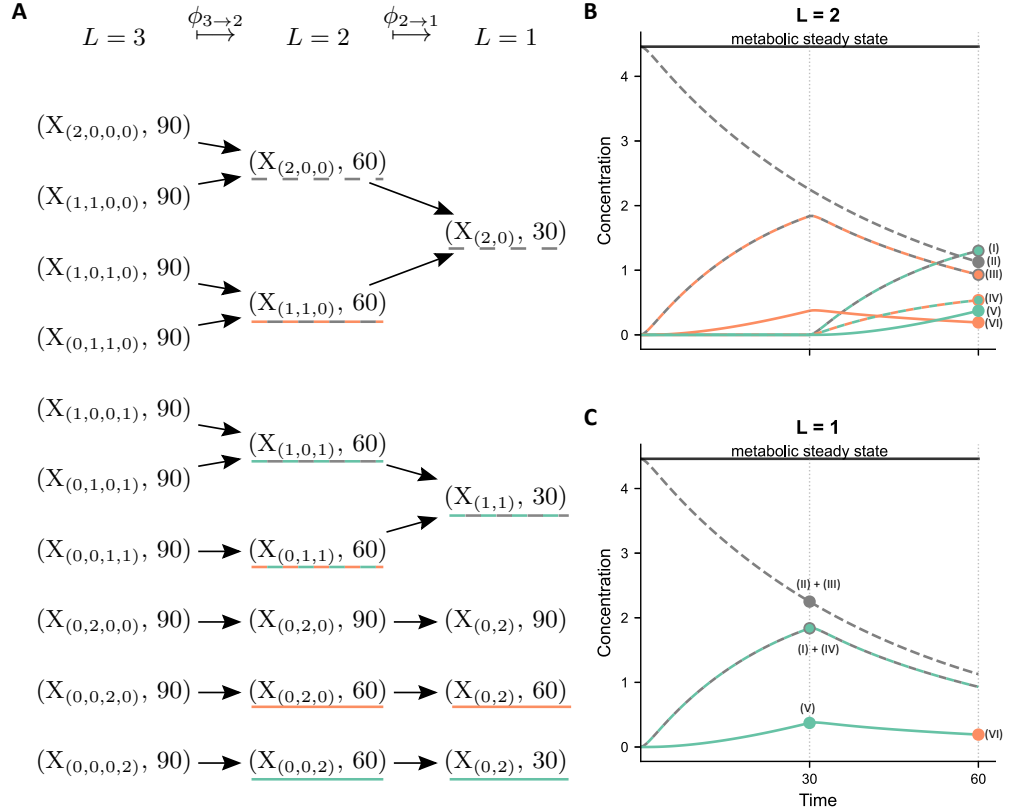 A
L = 3
ϕ3→2
L = 2
ϕ2→1
L = 1
(X(2,0,0,0), 90)
(X(1,1,0,0), 90)
(X(1,0,1,0), 90)
(X(0,1,1,0), 90)
(X(1,0,0,1), 90)
(X(0,1,0,1), 90)
(X(0,0,1,1), 90)
(X(0,2,0,0), 90)
(X(0,0,2,0), 90)
(X(0,0,0,2), 90)
(X(2,0,0), 60)
(X(1,1,0), 60)
(X(1,0,1), 60)
(X(0,1,1), 60)
(X(0,2,0), 90)
(X(0,2,0), 60)
(X(0,0,2), 60)
(X(2,0), 30)
(X(1,1), 30)
(X(0,2), 90)
(X(0,2), 60)
(X(0,2), 30)
B
L = 2
metabolic steady state
Concentration
4
3
2
1
0
(I)
(II)
(III)
(IV)
(V)
(VI)
C
L = 1
metabolic steady state
Concentration
4
3
2
1
0
(II) + (III)
(I) + (IV)
(V)
(VI)
30
60
Time